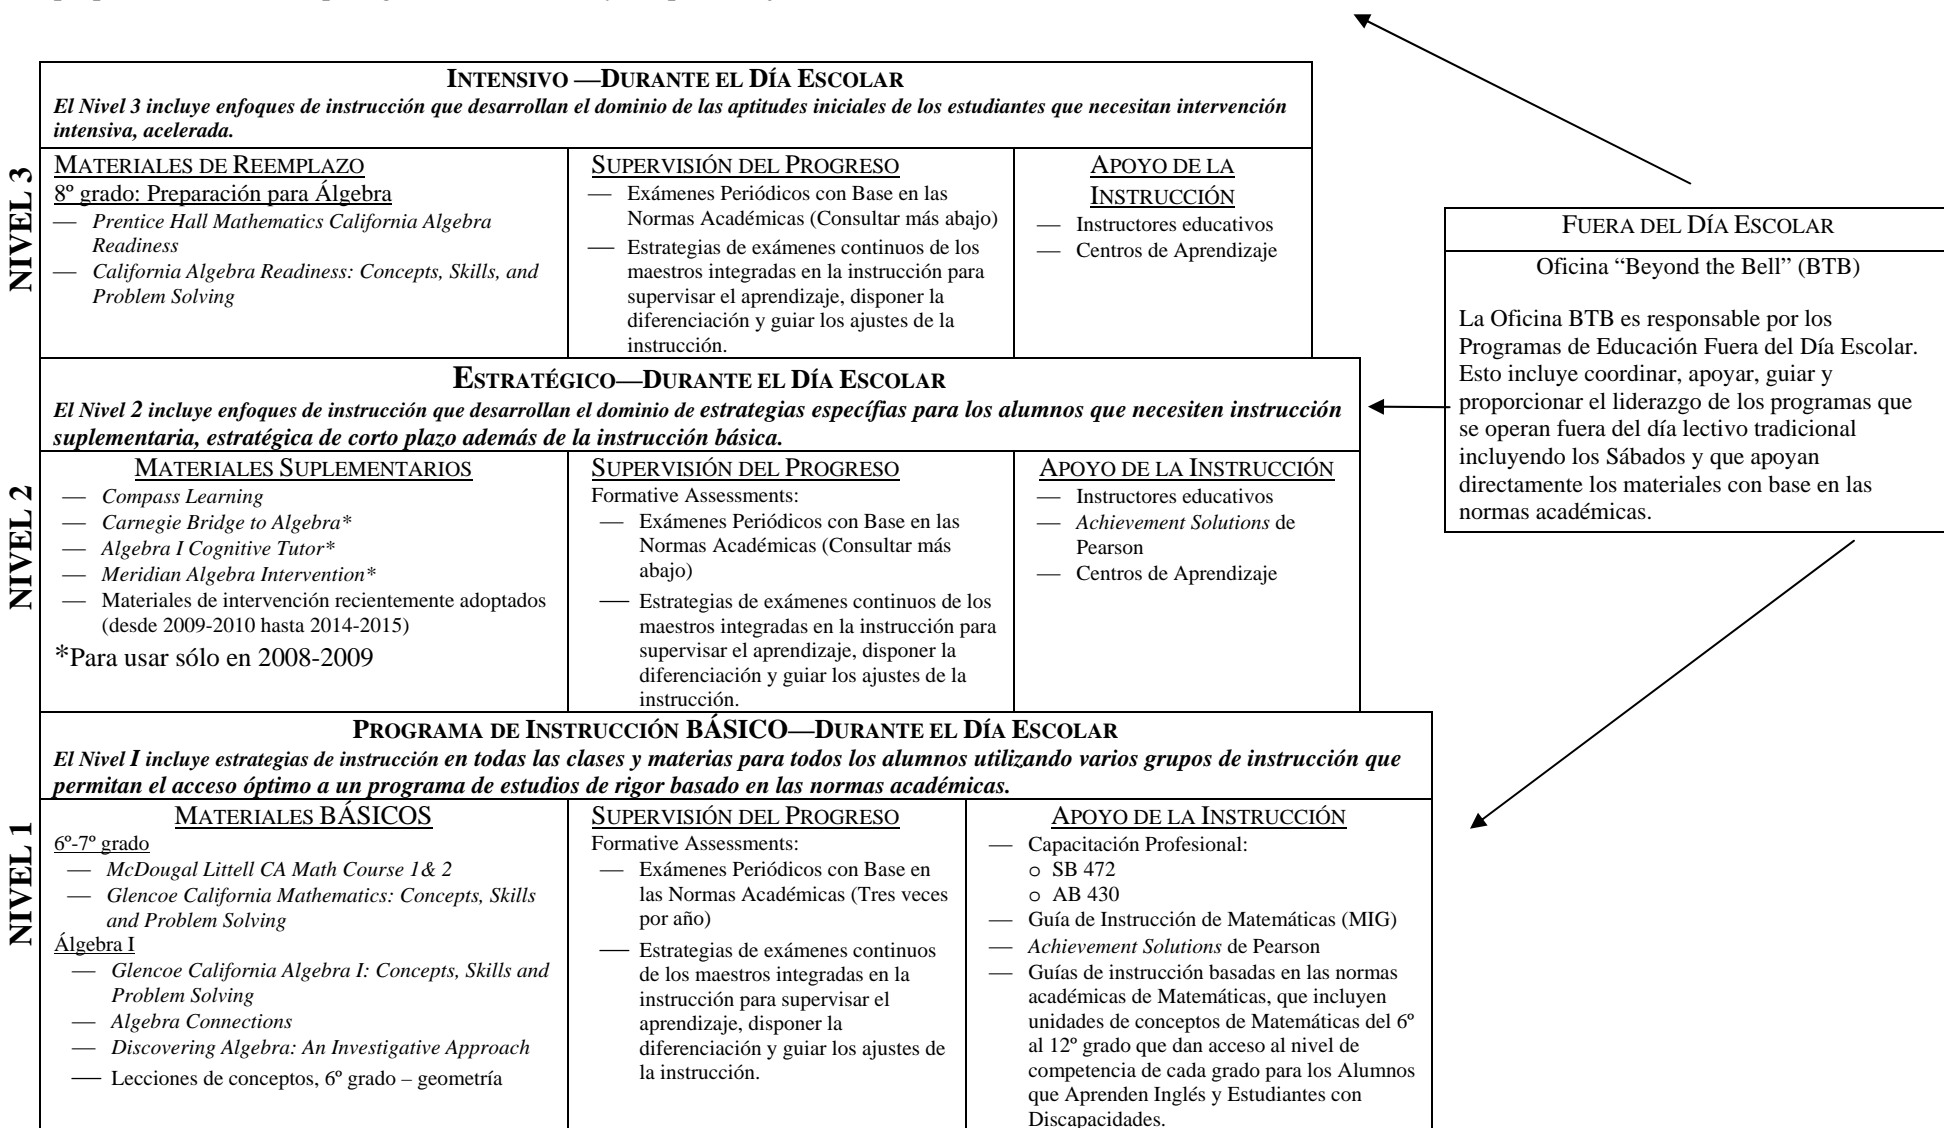 INTENSIVO —DURANTE EL DÍA ESCOLAR
El Nivel 3 incluye enfoques de instrucción que desarrollan el dominio de las aptitudes iniciales de los estudiantes que necesitan intervención
intensiva, acelerada.
NIVEL 3
MATERIALES DE REEMPLAZO
8º grado: Preparación para Álgebra
— Prentice Hall Mathematics California Algebra
Readiness
— California Algebra Readiness: Concepts, Skills, and
Problem Solving
SUPERVISIÓN DEL PROGRESO
— Exámenes Periódicos con Base en las
Normas Académicas (Consultar más abajo)
— Estrategias de exámenes continuos de los
maestros integradas en la instrucción para
supervisar el aprendizaje, disponer la
diferenciación y guiar los ajustes de la
instrucción.
APOYO DE LA
INSTRUCCIÓN
— Instructores educativos
— Centros de Aprendizaje
ESTRATÉGICO—DURANTE EL DÍA ESCOLAR
El Nivel 2 incluye enfoques de instrucción que desarrollan el dominio de estrategias específias para los alumnos que necesiten instrucción
suplementaria, estratégica de corto plazo además de la instrucción básica.
NIVEL 2
MATERIALES SUPLEMENTARIOS
— Compass Learning
— Carnegie Bridge to Algebra*
— Algebra I Cognitive Tutor*
— Meridian Algebra Intervention*
— Materiales de intervención recientemente adoptados
(desde 2009-2010 hasta 2014-2015)
*Para usar sólo en 2008-2009
SUPERVISIÓN DEL PROGRESO
Formative Assessments:
— Exámenes Periódicos con Base en las
Normas Académicas (Consultar más
abajo)
— Estrategias de exámenes continuos de los
maestros integradas en la instrucción para
supervisar el aprendizaje, disponer la
diferenciación y guiar los ajustes de la
instrucción.
APOYO DE LA INSTRUCCIÓN
— Instructores educativos
— Achievement Solutions de
Pearson
— Centros de Aprendizaje
PROGRAMA DE INSTRUCCIÓN BÁSICO—DURANTE EL DÍA ESCOLAR
El Nivel I incluye estrategias de instrucción en todas las clases y materias para todos los alumnos utilizando varios grupos de instrucción que
permitan el acceso óptimo a un programa de estudios de rigor basado en las normas académicas.
NIVEL 1
MATERIALES BÁSICOS
6º-7º grado
— McDougal Littell CA Math Course 1& 2
— Glencoe California Mathematics: Concepts, Skills
and Problem Solving
Álgebra I
— Glencoe California Algebra I: Concepts, Skills and
Problem Solving
— Algebra Connections
— Discovering Algebra: An Investigative Approach
— Lecciones de conceptos, 6º grado – geometría
SUPERVISIÓN DEL PROGRESO
Formative Assessments:
— Exámenes Periódicos con Base en
las Normas Académicas (Tres veces
por año)
— Estrategias de exámenes continuos
de los maestros integradas en la
instrucción para supervisar el
aprendizaje, disponer la
diferenciación y guiar los ajustes de
la instrucción.
APOYO DE LA INSTRUCCIÓN
— Capacitación Profesional:
o SB 472
o AB 430
— Guía de Instrucción de Matemáticas (MIG)
— Achievement Solutions de Pearson
— Guías de instrucción basadas en las normas
académicas de Matemáticas, que incluyen
unidades de conceptos de Matemáticas del 6º
al 12º grado que dan acceso al nivel de
competencia de cada grado para los Alumnos
que Aprenden Inglés y Estudiantes con
Discapacidades.
FUERA DEL DÍA ESCOLAR
Oficina “Beyond the Bell” (BTB)
La Oficina BTB es responsable por los
Programas de Educación Fuera del Día Escolar.
Esto incluye coordinar, apoyar, guiar y
proporcionar el liderazgo de los programas que
se operan fuera del día lectivo tradicional
incluyendo los Sábados y que apoyan
directamente los materiales con base en las
normas académicas.